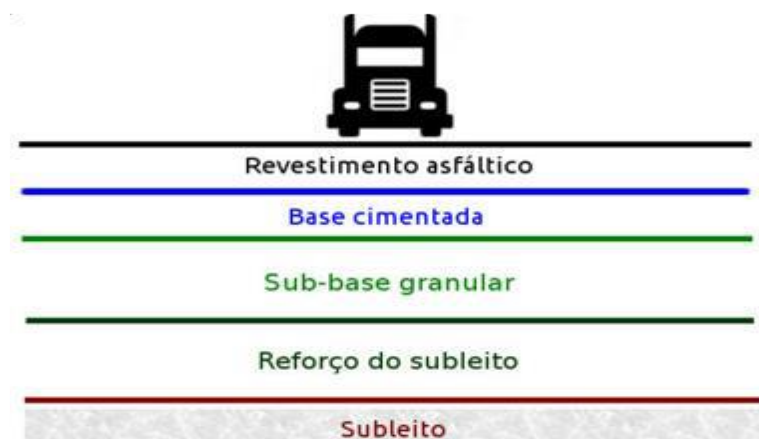 Revestimento asfáltico
Base cimentada
Sub-base granular
Reforço do subleito
Subleito